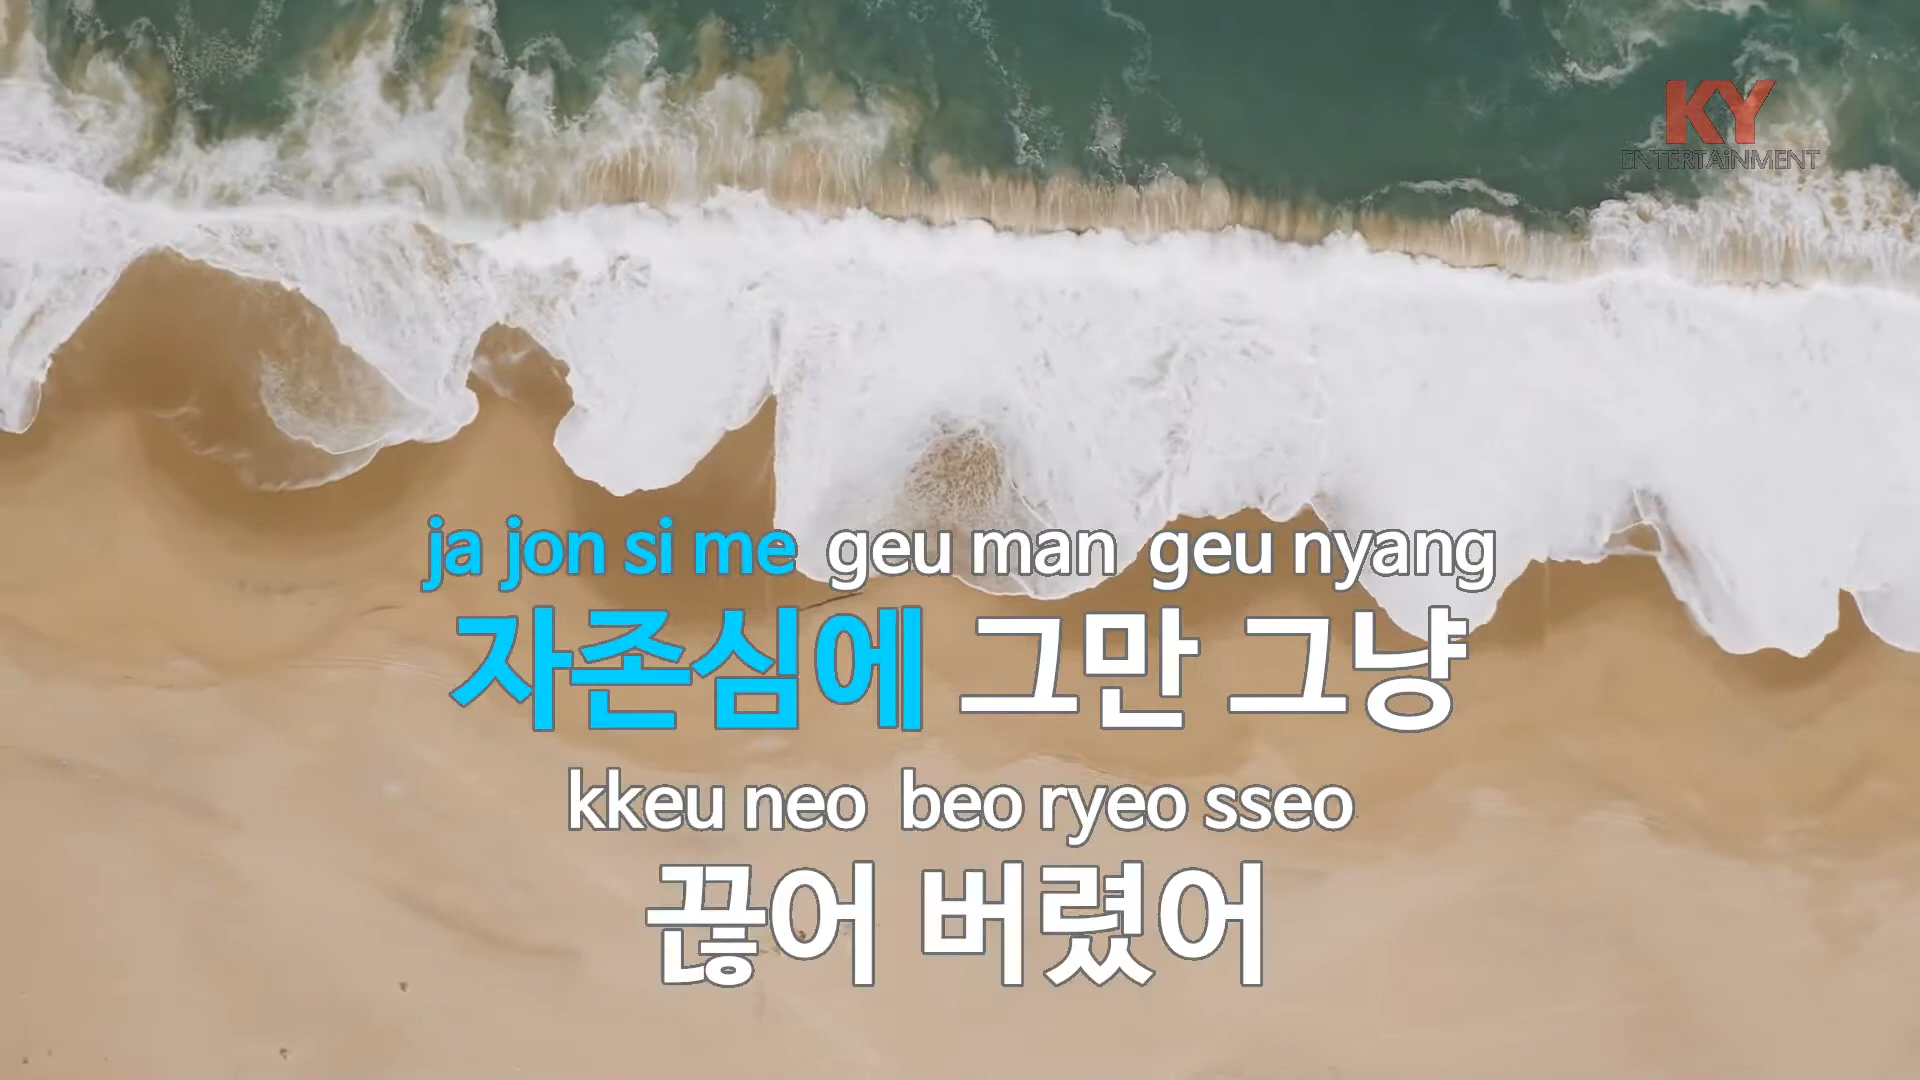 KY
ENTERTAiNMENT
ja jon si me geu man geu nyang
자존심에 그만 그냥
kkeu neo beo ryeo sseo
끊어 버렸어